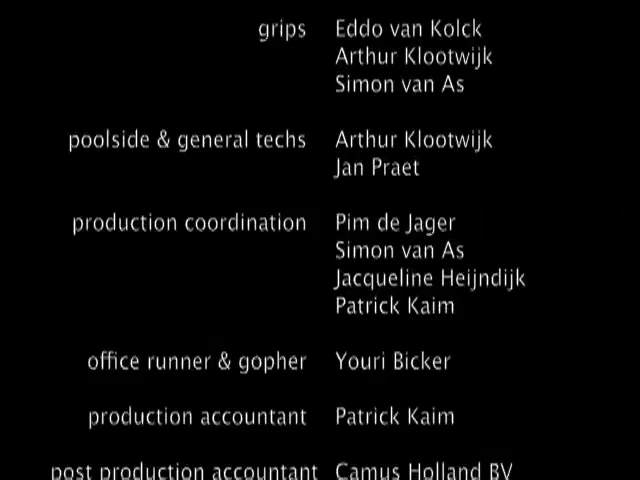 grips Eddo van Kolck
Arthur Klootwijk
Simon van As
poolside & general techs Arthur Klootwijk
Jan Praet
production coordination Pim de Jager
Simon van As
Jacqueline Heijndijk
Patrick Kaim
office runner & gopher Youri Bicker
production accountant Patrick Kaim
post production accountant Camus Holland BV